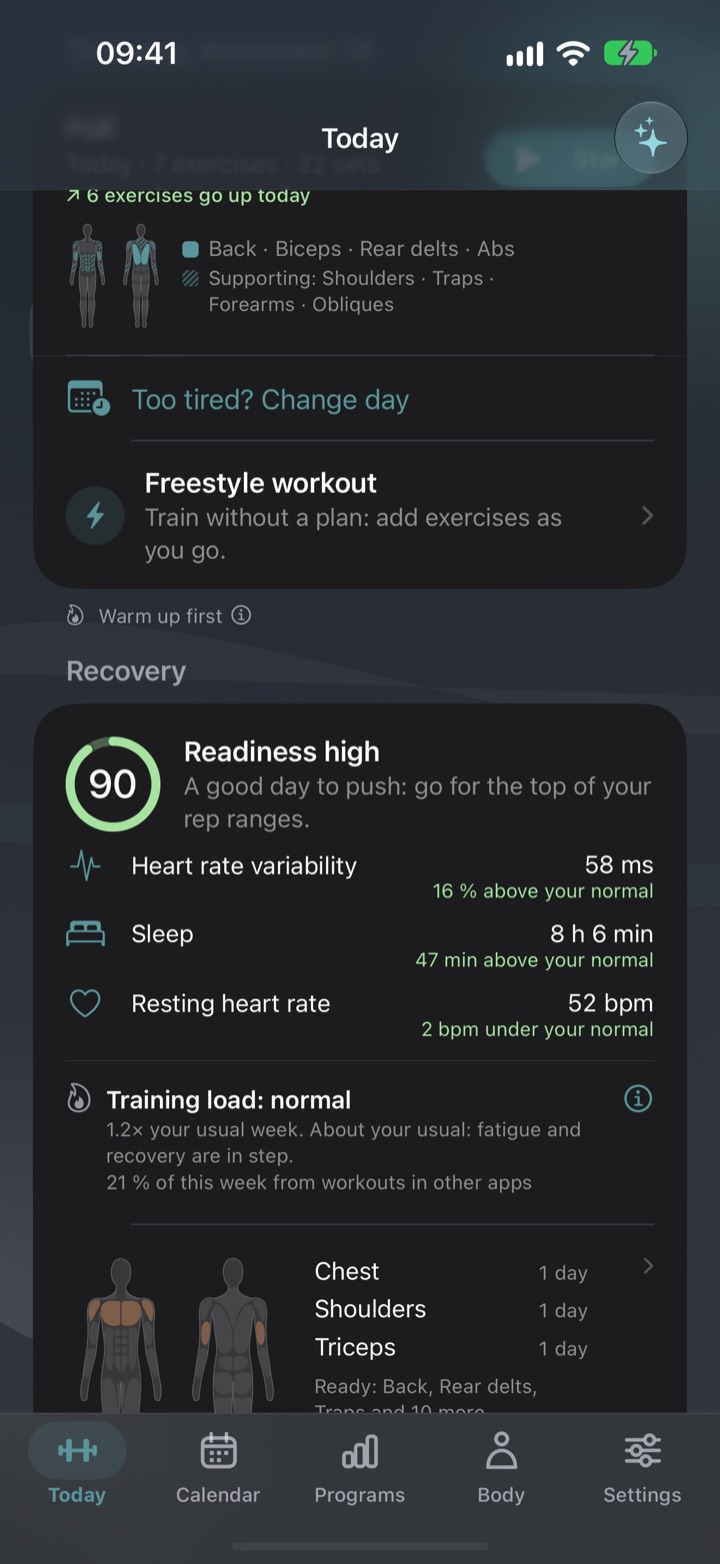 09:41
Today
↗ 6 exercises go up today
Back · Biceps · Rear delts · Abs
Supporting: Shoulders · Traps ·
Forearms · Obliques
Too tired? Change day
Freestyle workout
Train without a plan: add exercises as
you go.
Warm up first
Recovery
90
Readiness high
A good day to push: go for the top of your
rep ranges.
Heart rate variability
58 ms
16 % above your normal
Sleep
8 h 6 min
47 min above your normal
Resting heart rate
52 bpm
2 bpm under your normal
Training load: normal
1.2× your usual week. About your usual: fatigue and
recovery are in step.
21 % of this week from workouts in other apps
Chest
1 day
Shoulders
1 day
Triceps
1 day
Ready: Back, Rear delts,
Traps and 10 more
Today
Calendar
Programs
Body
Settings